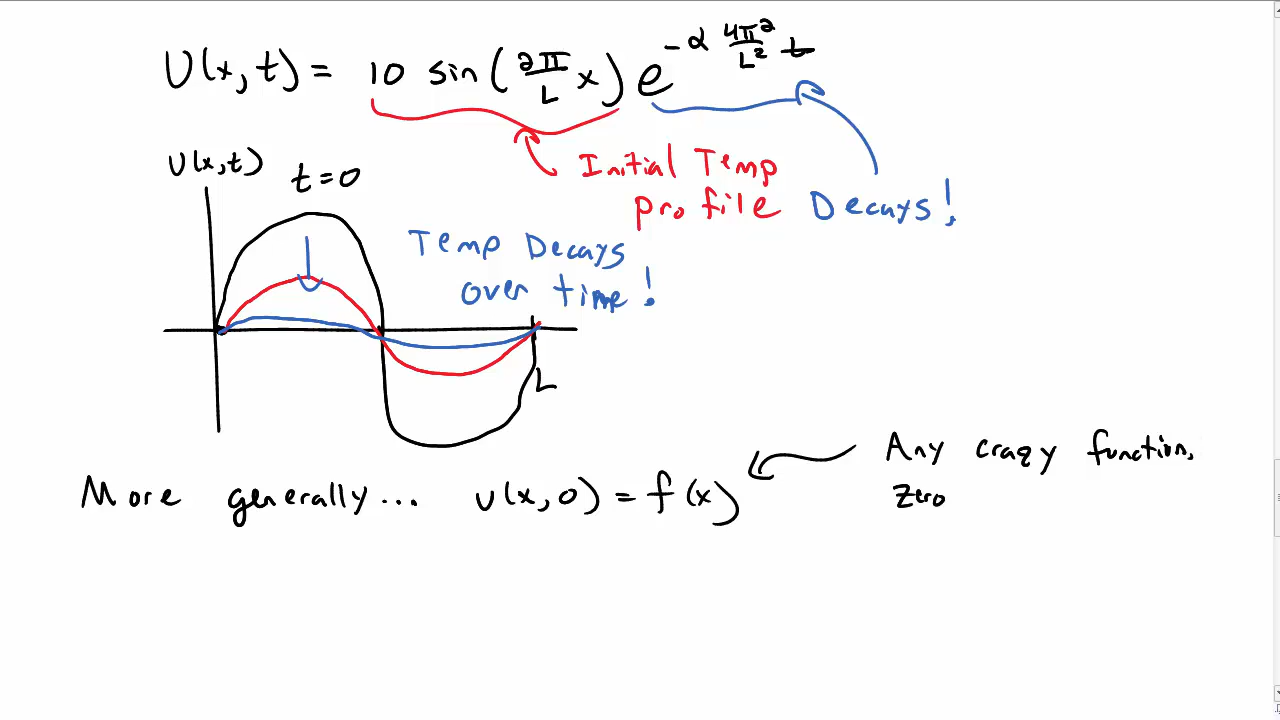 U(x,t) = 10 sin(2π/L x) e^{-α 4π²/L² t}
Initial Temp
profile
Decays!
U(x,t)
t=0
Temp Decays
over time!
L
More generally... u(x,0) = f(x)
Any crazy function,
zero